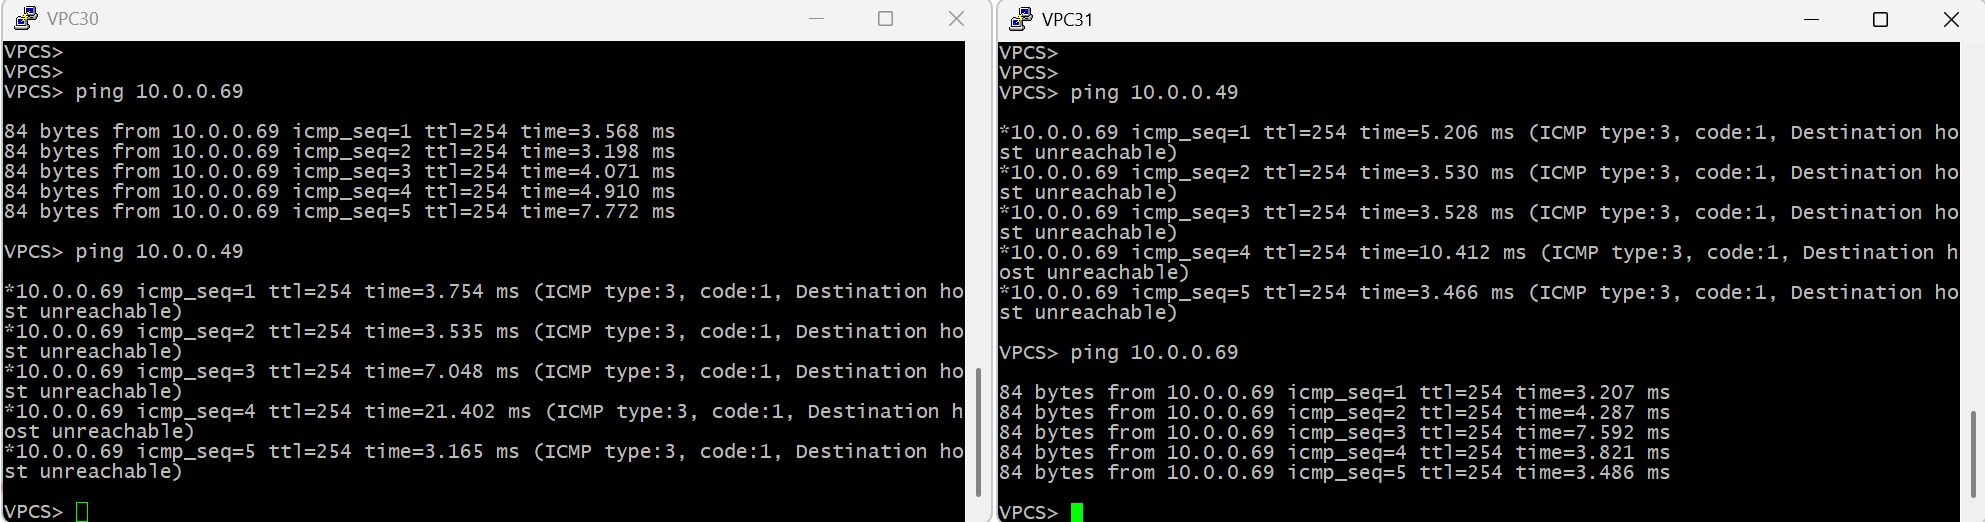 VPC30
VPCS>
VPCS>
VPCS> ping 10.0.0.69
84 bytes from 10.0.0.69 icmp_seq=1 ttl=254 time=3.568 ms
84 bytes from 10.0.0.69 icmp_seq=2 ttl=254 time=3.198 ms
84 bytes from 10.0.0.69 icmp_seq=3 ttl=254 time=4.071 ms
84 bytes from 10.0.0.69 icmp_seq=4 ttl=254 time=4.910 ms
84 bytes from 10.0.0.69 icmp_seq=5 ttl=254 time=7.772 ms
VPCS> ping 10.0.0.49
*10.0.0.69 icmp_seq=1 ttl=254 time=3.754 ms (ICMP type:3, code:1, Destination ho
st unreachable)
*10.0.0.69 icmp_seq=2 ttl=254 time=3.535 ms (ICMP type:3, code:1, Destination ho
st unreachable)
*10.0.0.69 icmp_seq=3 ttl=254 time=7.048 ms (ICMP type:3, code:1, Destination ho
st unreachable)
*10.0.0.69 icmp_seq=4 ttl=254 time=21.402 ms (ICMP type:3, code:1, Destination h
ost unreachable)
*10.0.0.69 icmp_seq=5 ttl=254 time=3.165 ms (ICMP type:3, code:1, Destination ho
st unreachable)
VPCS>
VPC31
VPCS>
VPCS>
VPCS> ping 10.0.0.49
*10.0.0.69 icmp_seq=1 ttl=254 time=5.206 ms (ICMP type:3, code:1, Destination ho
st unreachable)
*10.0.0.69 icmp_seq=2 ttl=254 time=3.530 ms (ICMP type:3, code:1, Destination ho
st unreachable)
*10.0.0.69 icmp_seq=3 ttl=254 time=3.528 ms (ICMP type:3, code:1, Destination ho
st unreachable)
*10.0.0.69 icmp_seq=4 ttl=254 time=10.412 ms (ICMP type:3, code:1, Destination h
ost unreachable)
*10.0.0.69 icmp_seq=5 ttl=254 time=3.466 ms (ICMP type:3, code:1, Destination ho
st unreachable)
VPCS> ping 10.0.0.69
84 bytes from 10.0.0.69 icmp_seq=1 ttl=254 time=3.207 ms
84 bytes from 10.0.0.69 icmp_seq=2 ttl=254 time=4.287 ms
84 bytes from 10.0.0.69 icmp_seq=3 ttl=254 time=7.592 ms
84 bytes from 10.0.0.69 icmp_seq=4 ttl=254 time=3.821 ms
84 bytes from 10.0.0.69 icmp_seq=5 ttl=254 time=3.486 ms
VPCS>